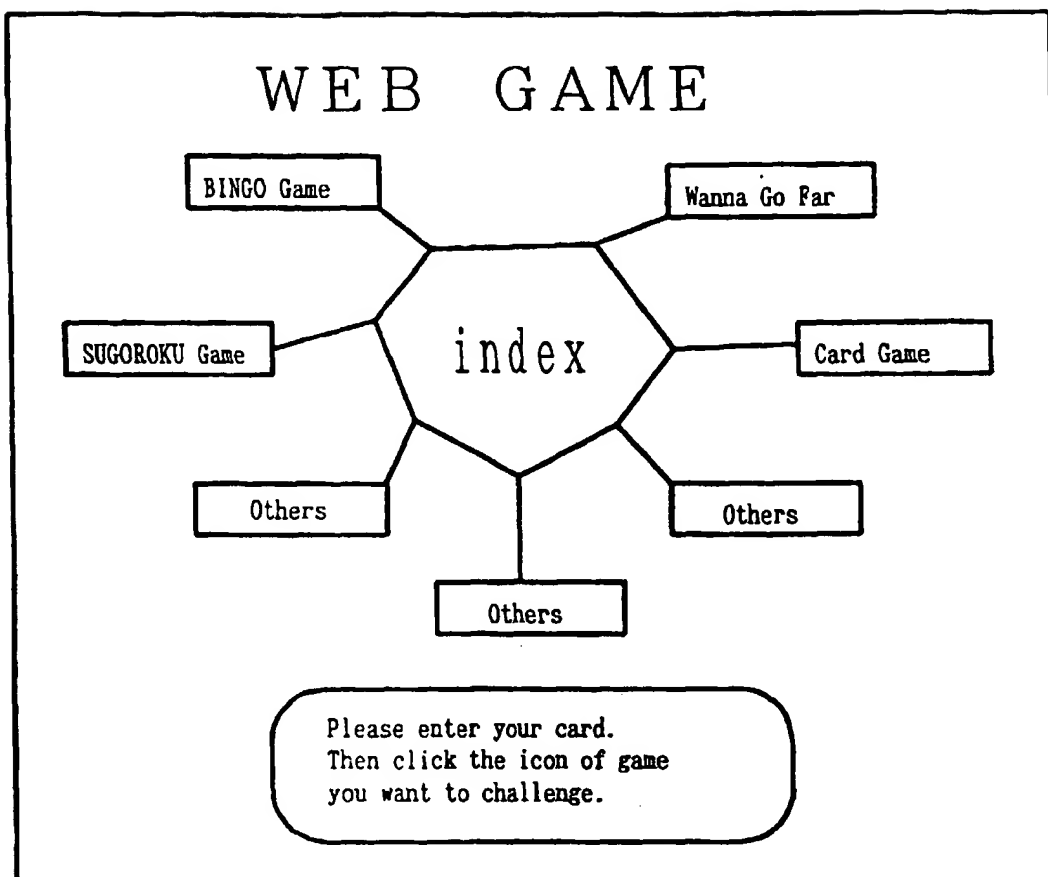 WEB GAME
BINGO Game
Wanna Go Far
SUGOROKU Game
index
Card Game
Others
Others
Others
Please enter your card.
Then click the icon of game
you want to challenge.